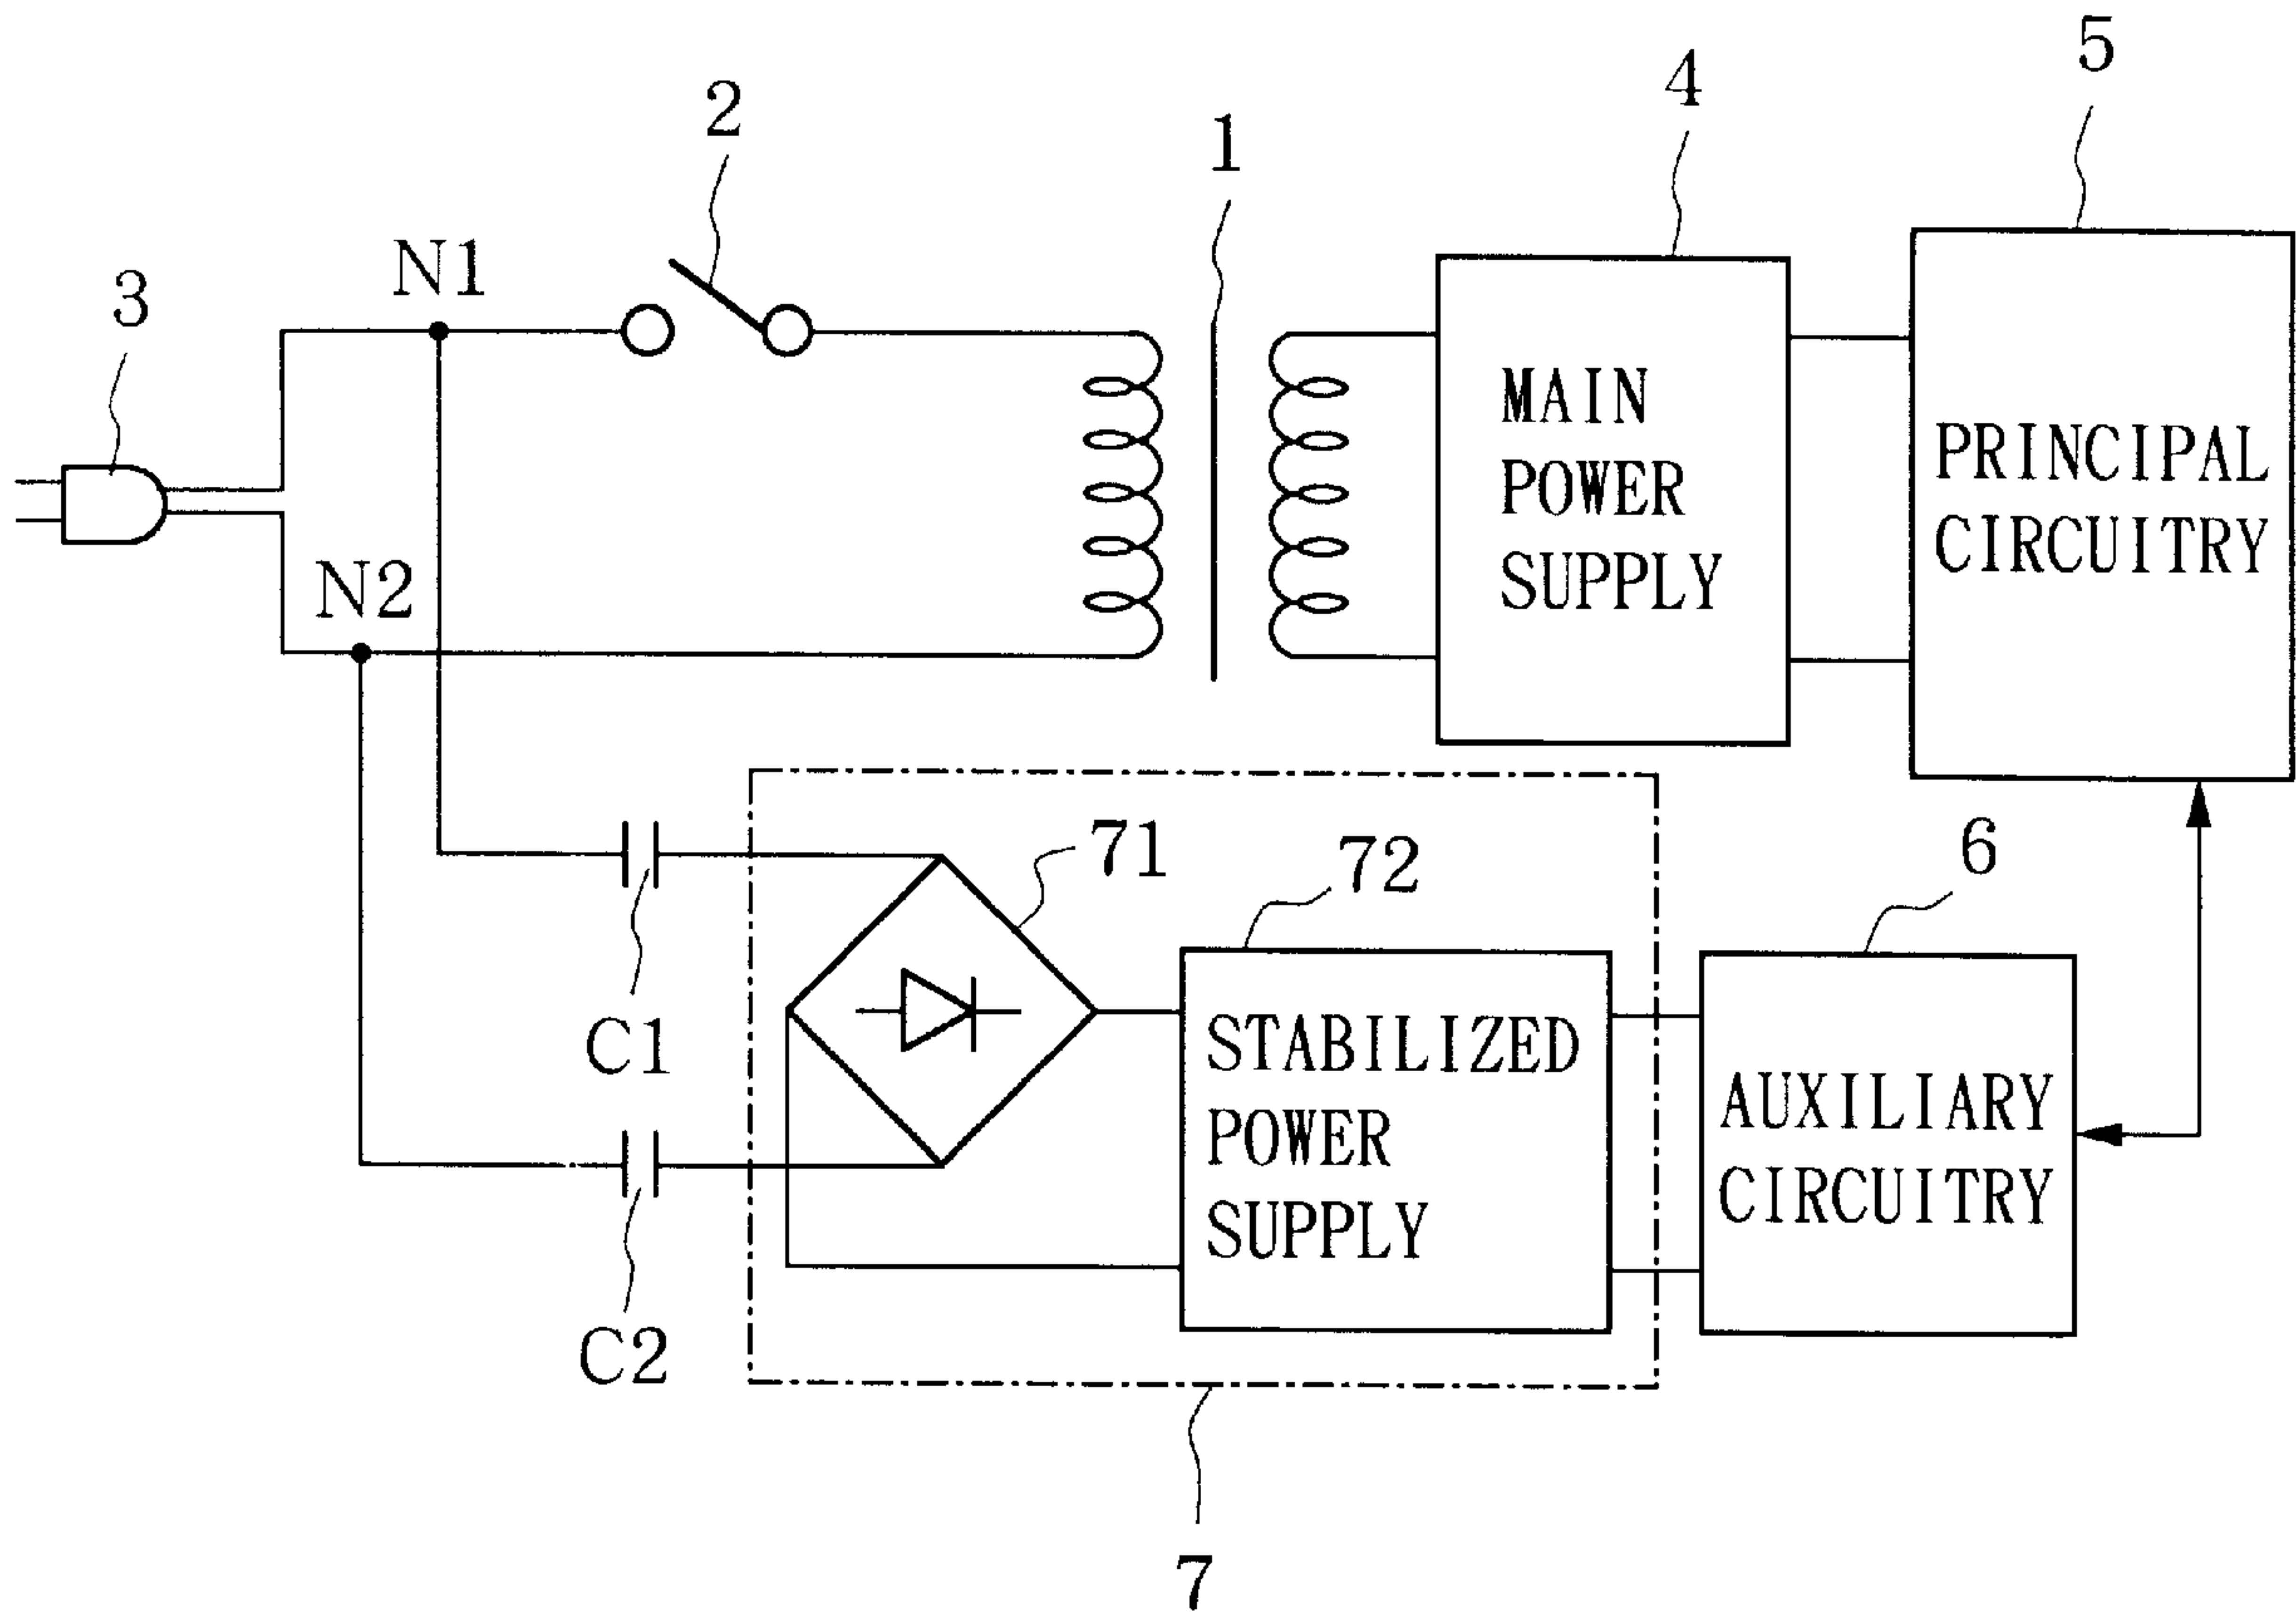 5
4
2
1
N1
3
MAIN
POWER
SUPPLY
PRINCIPAL
CIRCUITRY
N2
71
72
6
C1
STABILIZED
POWER
SUPPLY
AUXILIARY
CIRCUITRY
C2
7